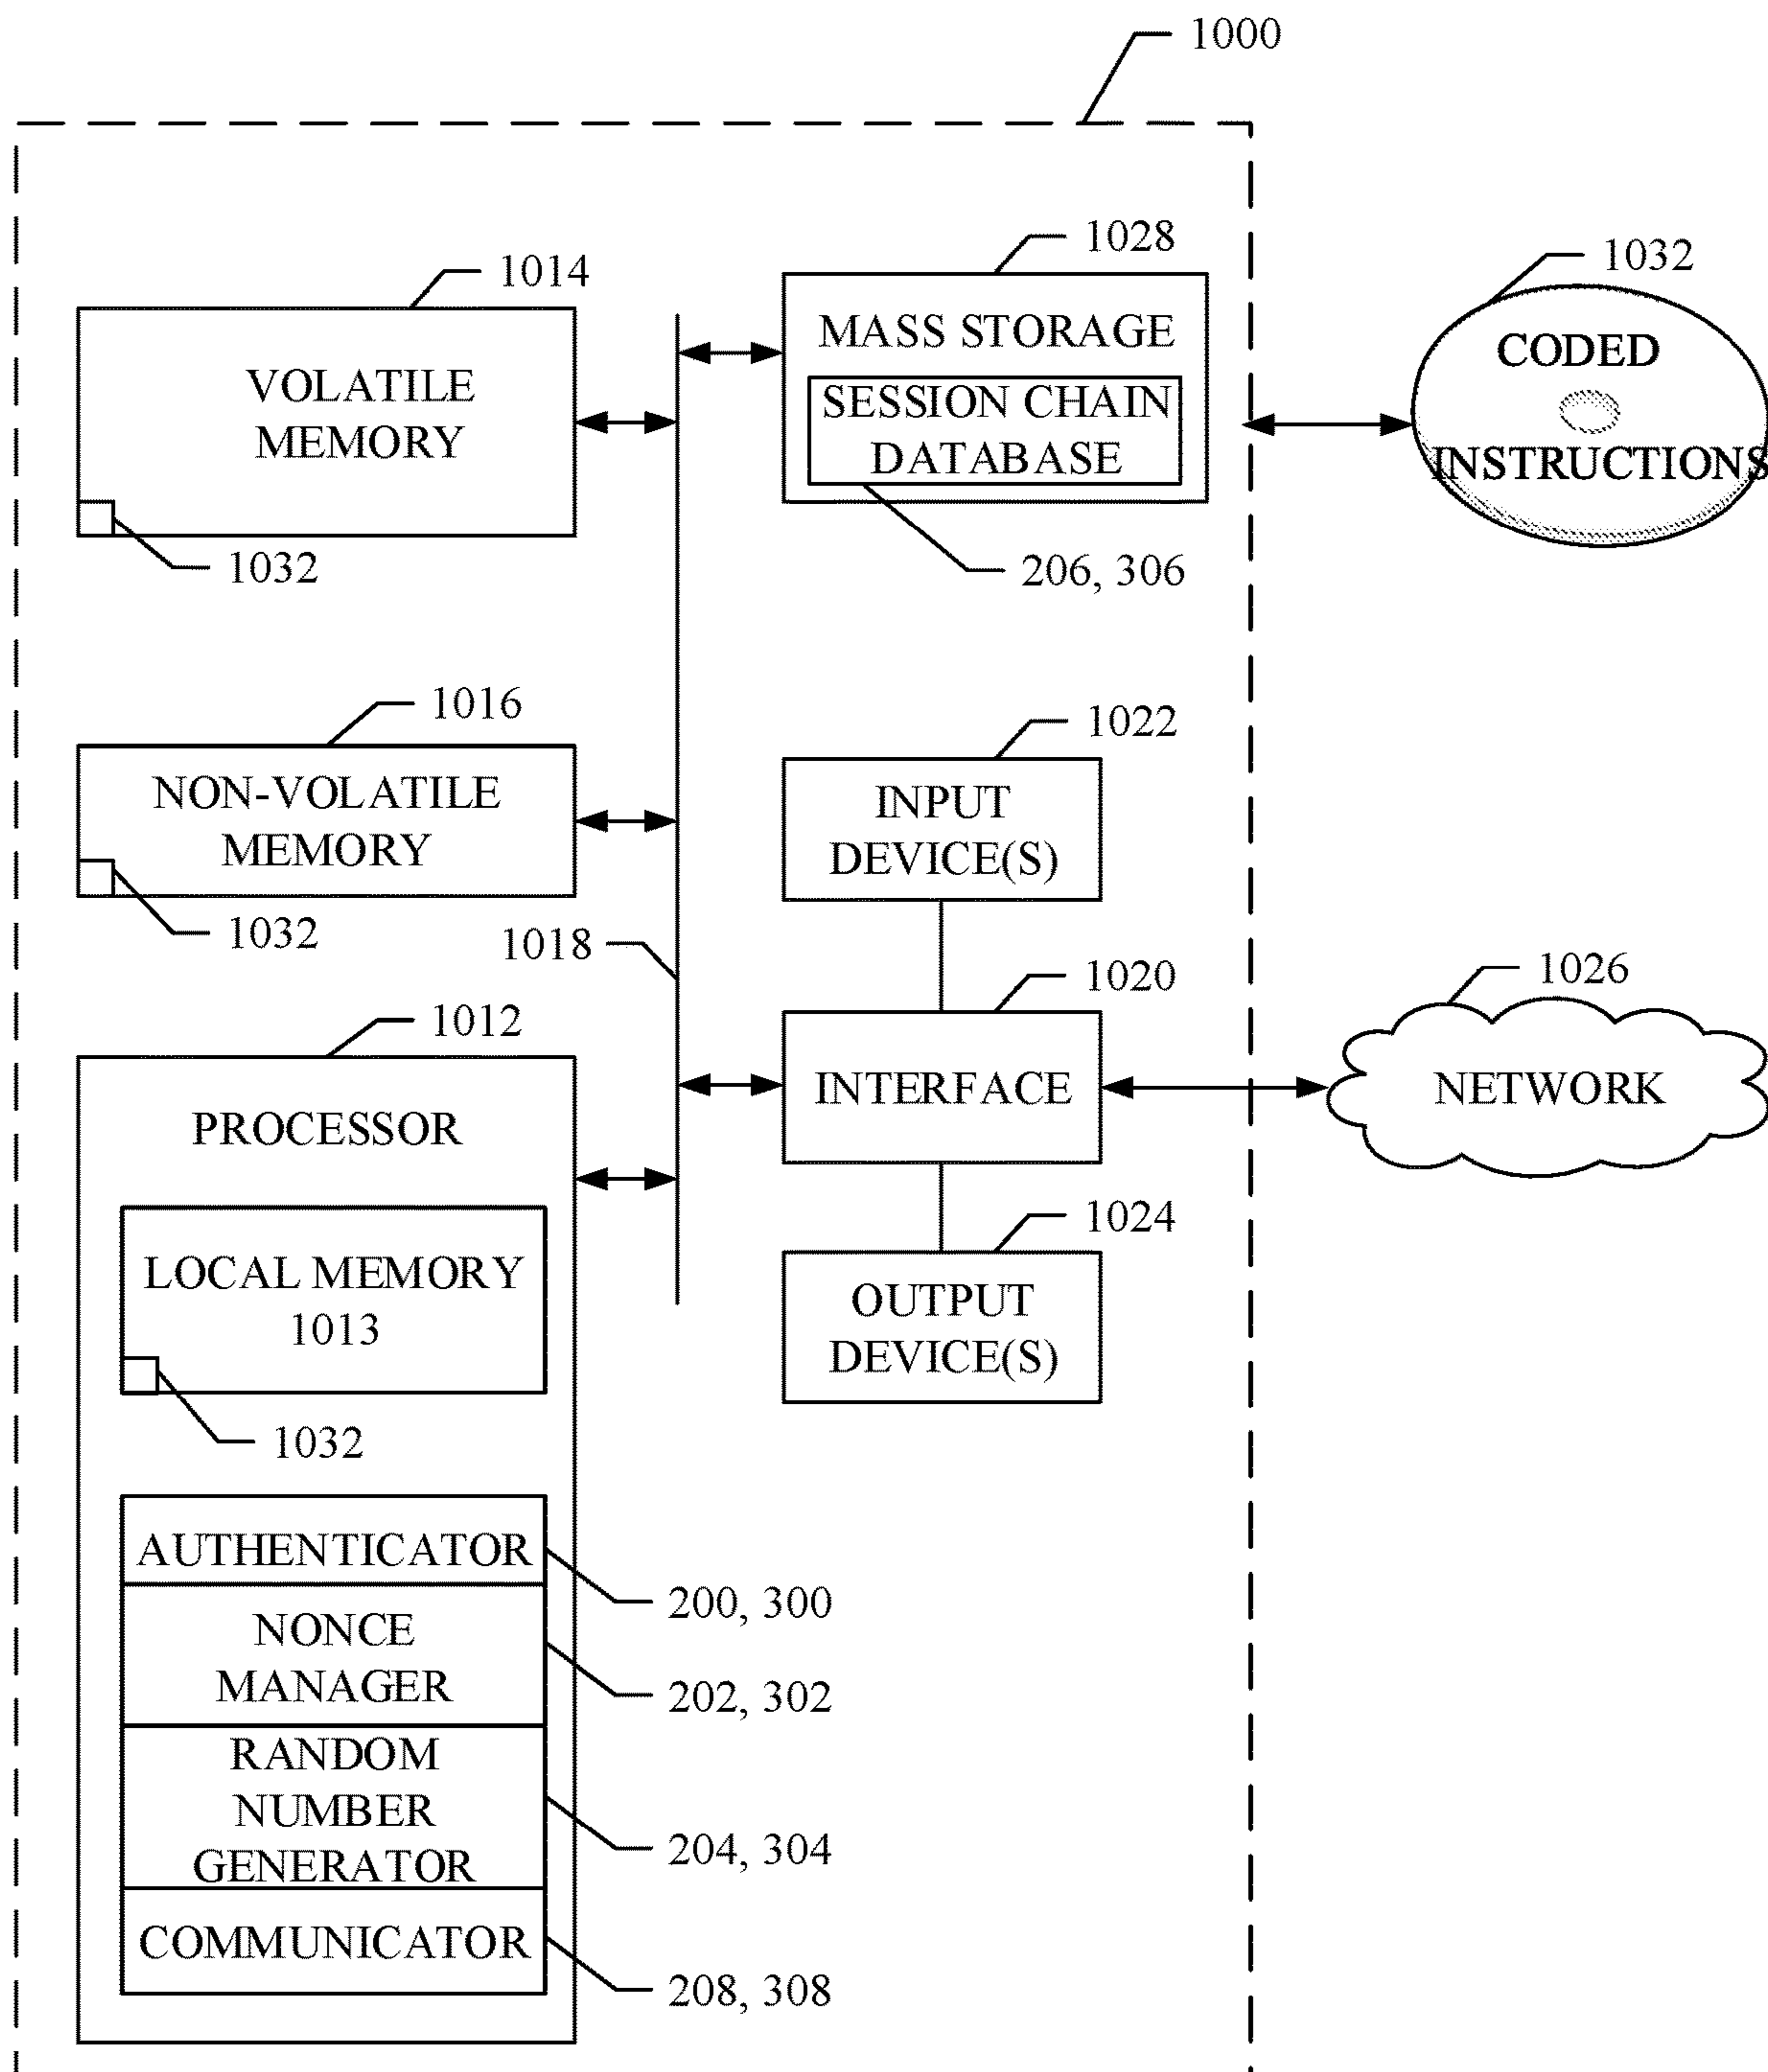 1000
1014
VOLATILE
MEMORY
1032
1028
MASS STORAGE
SESSION CHAIN
DATABASE
206, 306
1032
CODED
INSTRUCTIONS
1016
NON-VOLATILE
MEMORY
1032
1018
1022
INPUT
DEVICE(S)
1020
INTERFACE
1026
NETWORK
1024
OUTPUT
DEVICE(S)
1012
PROCESSOR
LOCAL MEMORY
1013
1032
AUTHENTICATOR
200, 300
NONCE
MANAGER
202, 302
RANDOM
NUMBER
GENERATOR
204, 304
COMMUNICATOR
208, 308